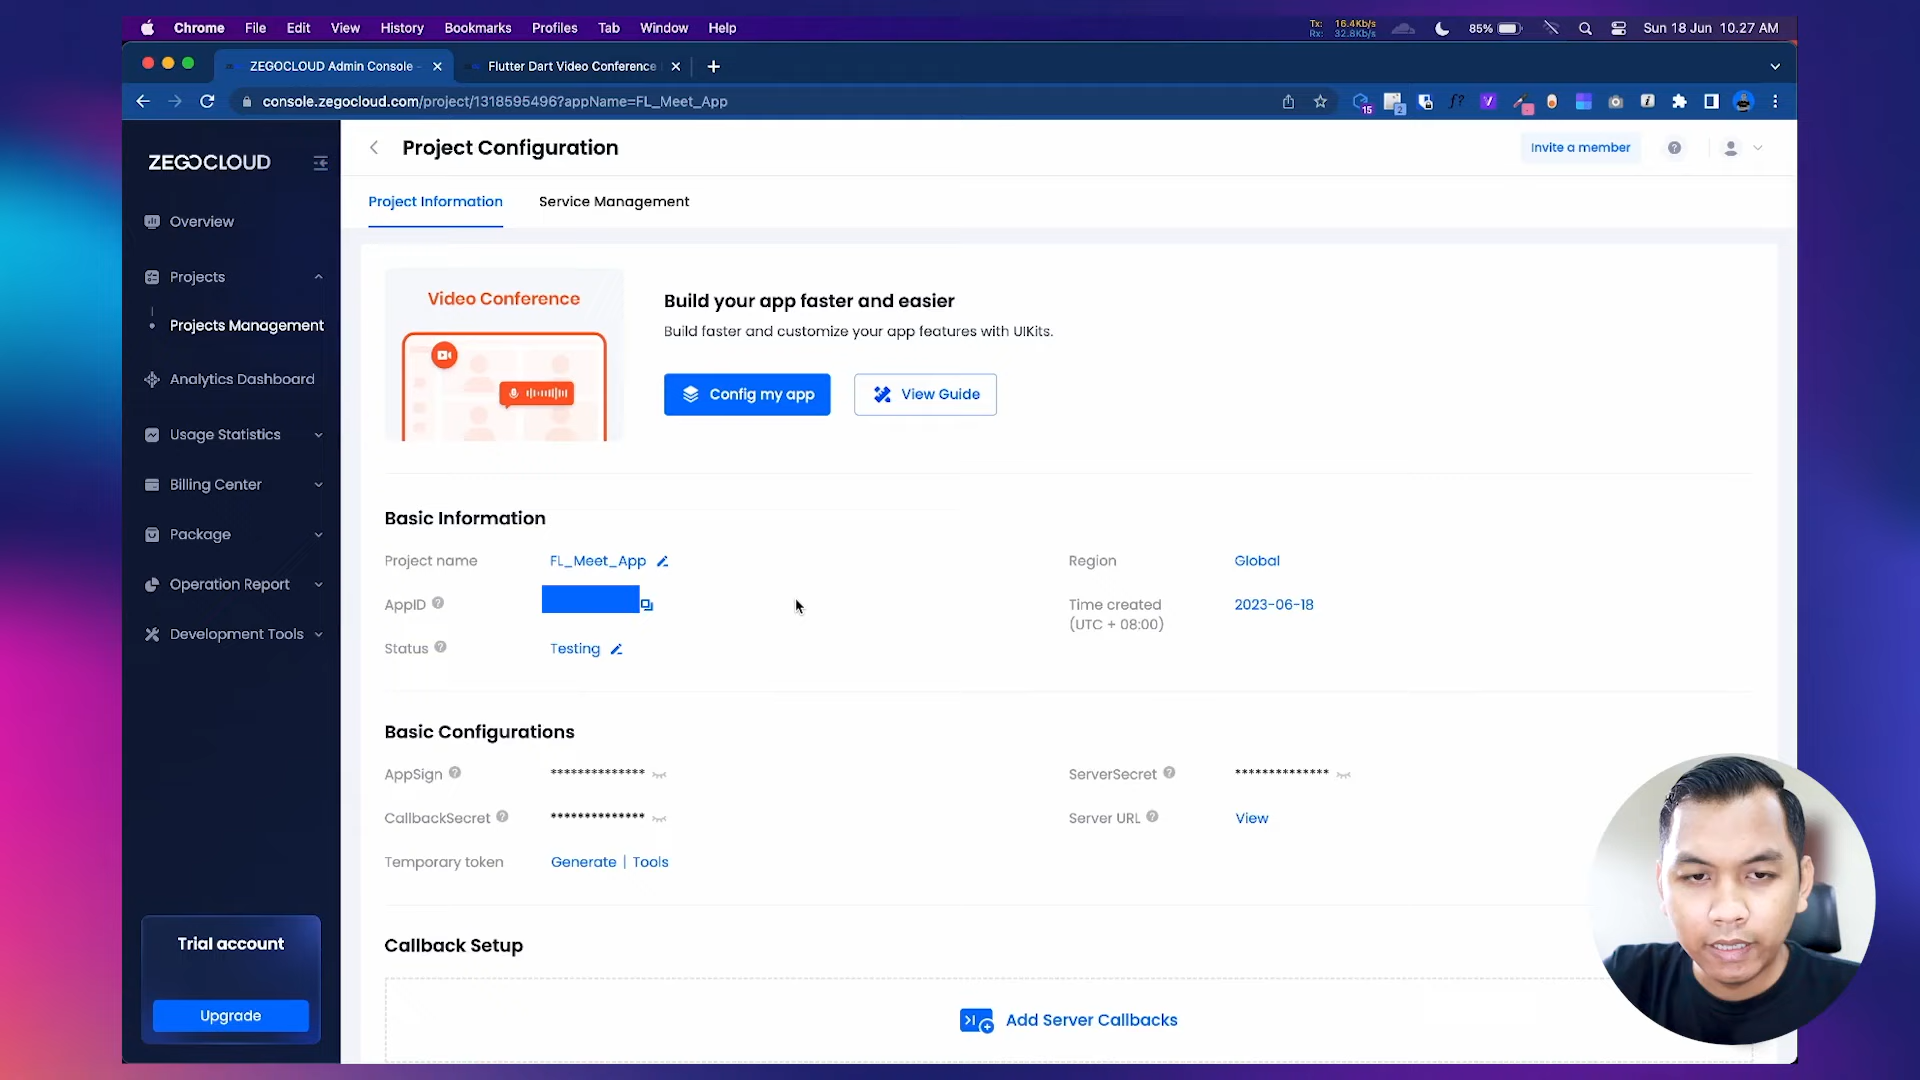 Chrome File Edit View History Bookmarks Profiles Tab Window Help
Tx: 16.4Kb/s
Rx: 32.8Kb/s
85%
Sun 18 Jun 10.27 AM
ZEGOCLOUD Admin Console -
Flutter Dart Video Conference
console.zegocloud.com/project/1318595496?appName=FL_Meet_App
f?
15
2
ZEGOCLOUD
Project Configuration
Invite a member
Overview
Projects
Projects Management
Analytics Dashboard
Usage Statistics
Billing Center
Package
Operation Report
Development Tools
Trial account
Upgrade
Project Information
Service Management
Video Conference
Build your app faster and easier
Build faster and customize your app features with UIKits.
Config my app
View Guide
Basic Information
Project name FL_Meet_App
Region Global
AppID
Time created
(UTC + 08:00)
2023-06-18
Status Testing
Basic Configurations
AppSign **************
ServerSecret **************
CallbackSecret **************
Server URL View
Temporary token Generate | Tools
Callback Setup
Add Server Callbacks